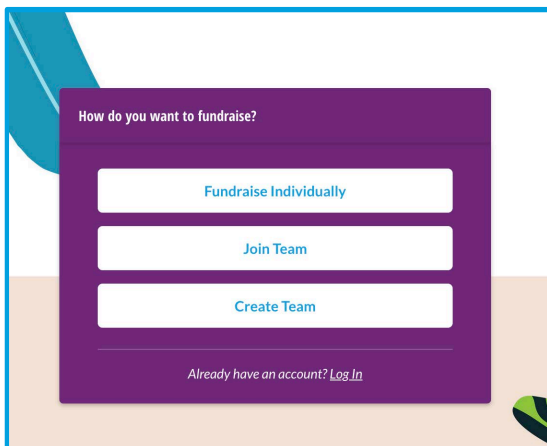 How do you want to fundraise?
Fundraise Individually
Join Team
Create Team
Already have an account? Log In